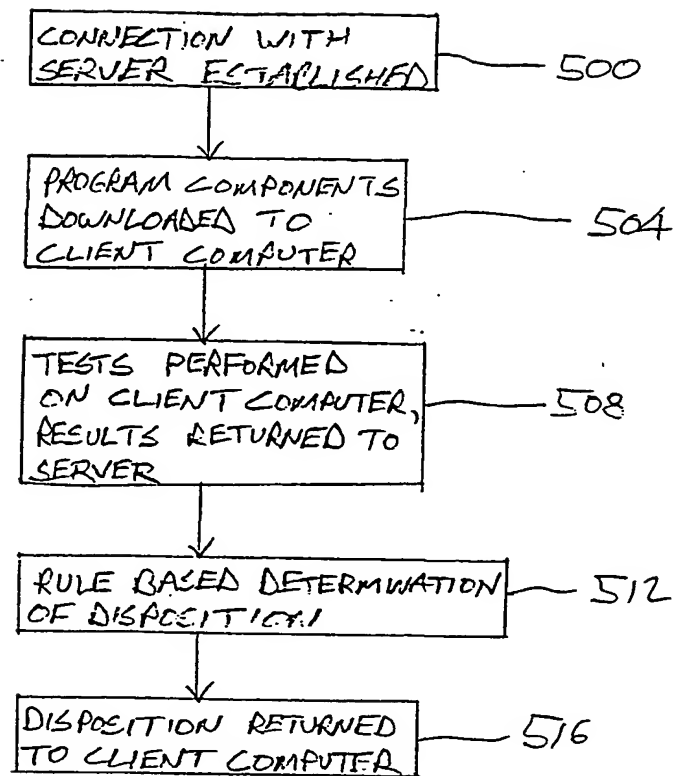 CONNECTION WITH
SERVER ESTABLISHED
500
PROGRAM COMPONENTS
DOWNLOADED TO
CLIENT COMPUTER
504
TESTS PERFORMED
ON CLIENT COMPUTER,
RESULTS RETURNED TO
SERVER
508
RULE BASED DETERMINATION
OF DISPOSITION
512
DISPOSITION RETURNED
TO CLIENT COMPUTER
516